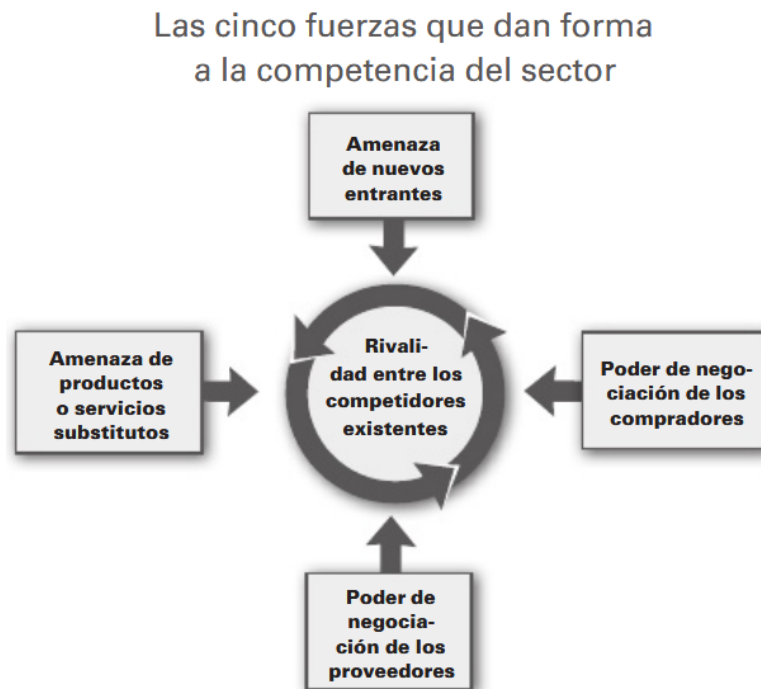 Las cinco fuerzas que dan forma
a la competencia del sector
Amenaza
de nuevos
entrantes
Amenaza de
productos
o servicios
substitutos
Rivali-
dad entre los
competidores
existentes
Poder de nego-
ciación de los
compradores
Poder de
negocia-
ción de los
proveedores